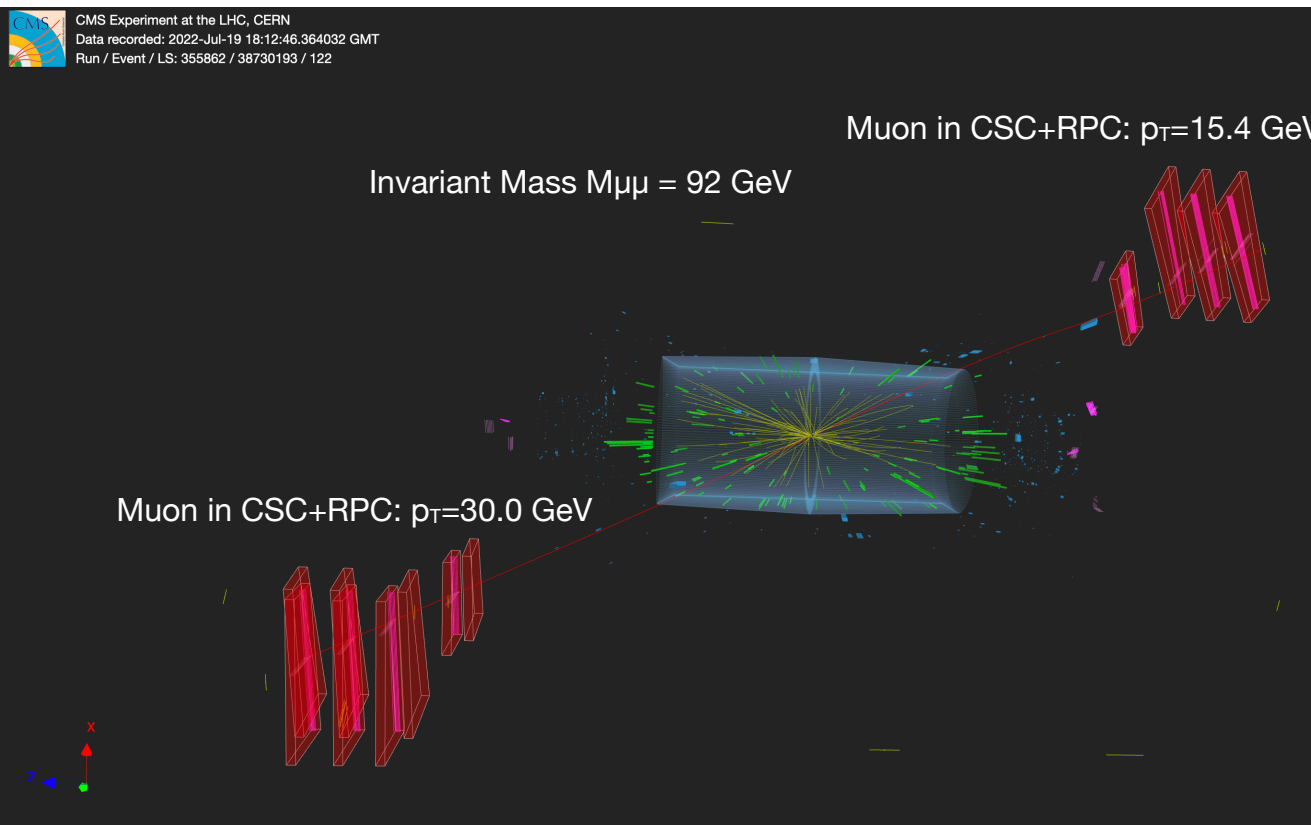 CMS
CMS Experiment at the LHC, CERN
Data recorded: 2022-Jul-19 18:12:46.364032 GMT
Run / Event / LS: 355862 / 38730193 / 122
Muon in CSC+RPC: pT=15.4 GeV
Invariant Mass Mμμ = 92 GeV
Muon in CSC+RPC: pT=30.0 GeV
X
Z